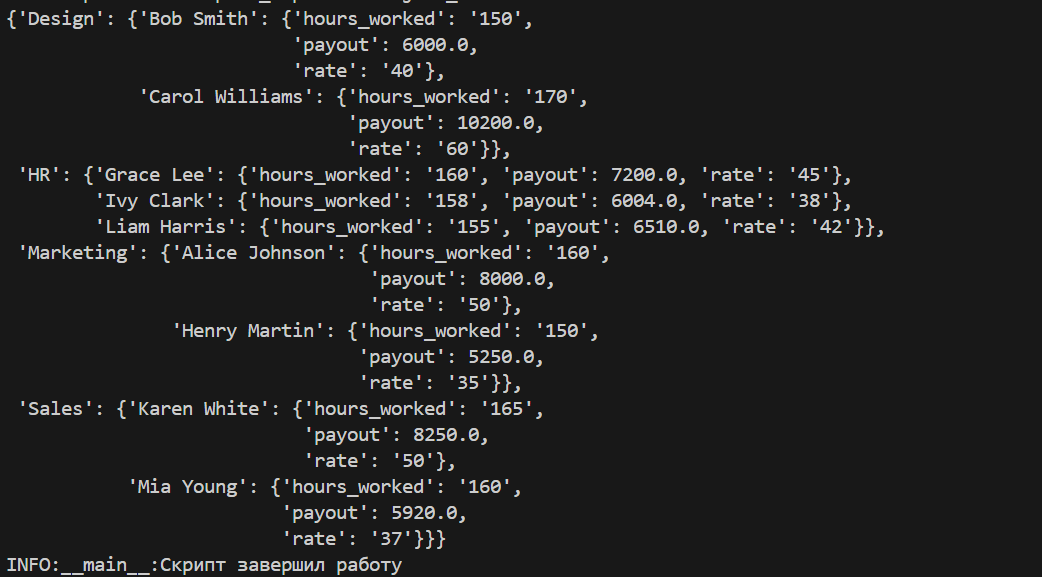 {'Design': {'Bob Smith': {'hours_worked': '150',
                          'payout': 6000.0,
                          'rate': '40'},
            'Carol Williams': {'hours_worked': '170',
                               'payout': 10200.0,
                               'rate': '60'}},
 'HR': {'Grace Lee': {'hours_worked': '160', 'payout': 7200.0, 'rate': '45'},
        'Ivy Clark': {'hours_worked': '158', 'payout': 6004.0, 'rate': '38'},
        'Liam Harris': {'hours_worked': '155', 'payout': 6510.0, 'rate': '42'}},
 'Marketing': {'Alice Johnson': {'hours_worked': '160',
                                 'payout': 8000.0,
                                 'rate': '50'},
               'Henry Martin': {'hours_worked': '150',
                                'payout': 5250.0,
                                'rate': '35'}},
 'Sales': {'Karen White': {'hours_worked': '165',
                           'payout': 8250.0,
                           'rate': '50'},
           'Mia Young': {'hours_worked': '160',
                         'payout': 5920.0,
                         'rate': '37'}}}
INFO:__main__:Скрипт завершил работу